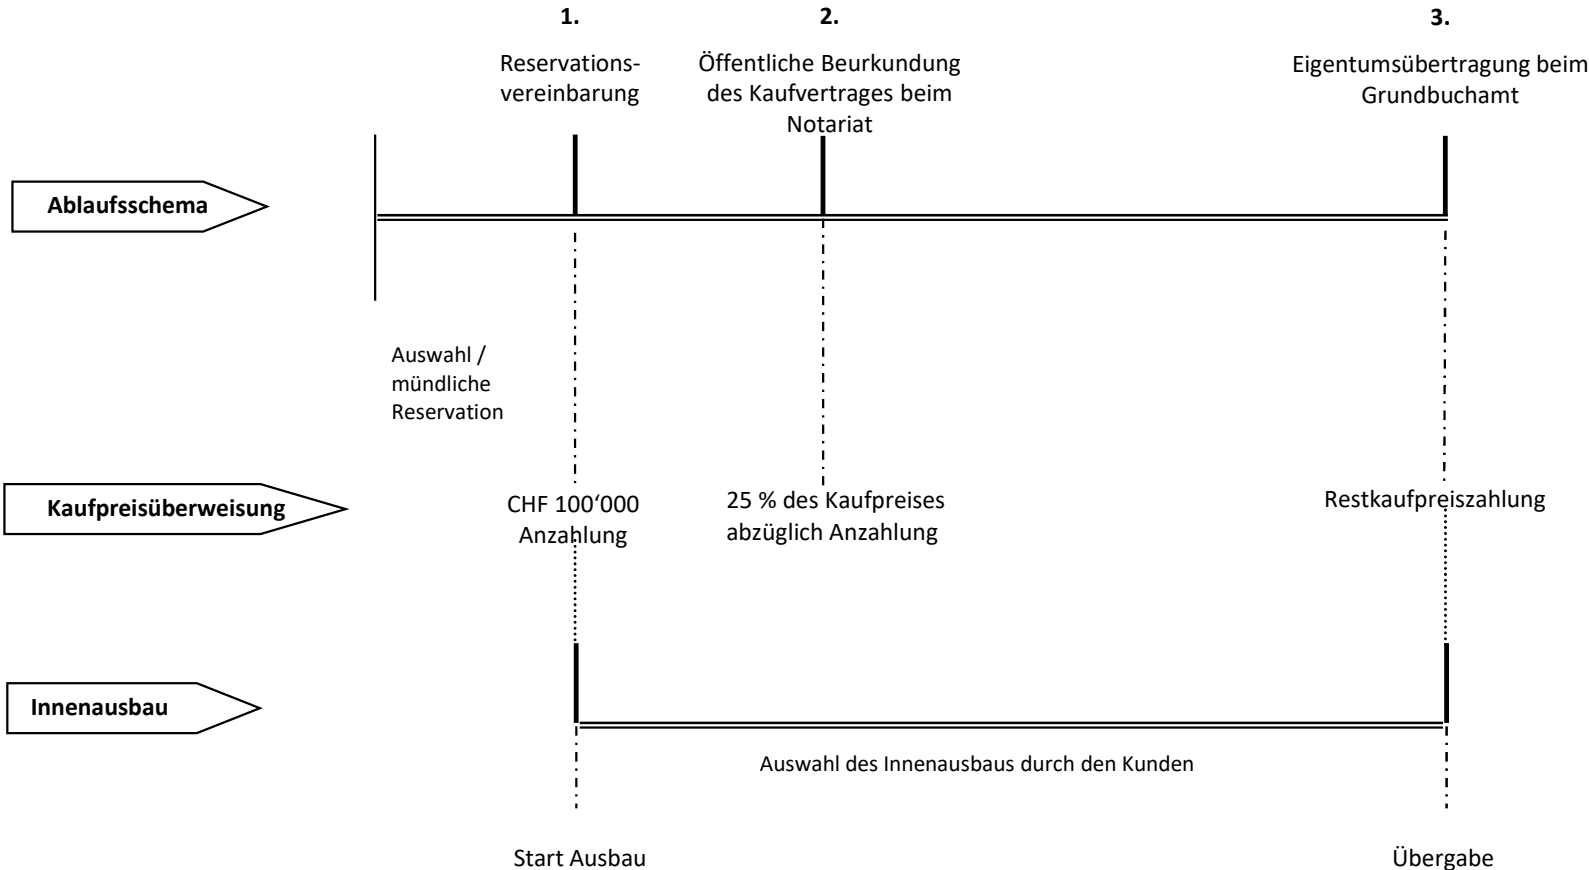 1.
2.
3.
Reservations-
vereinbarung
Öffentliche Beurkundung
des Kaufvertrages beim
Notariat
Eigentumsübertragung beim
Grundbuchamt
Ablaufsschema
Auswahl /
mündliche
Reservation
Kaufpreisüberweisung
CHF 100‘000
Anzahlung
25 % des Kaufpreises
abzüglich Anzahlung
Restkaufpreiszahlung
Innenausbau
Auswahl des Innenausbaus durch den Kunden
Start Ausbau
Übergabe